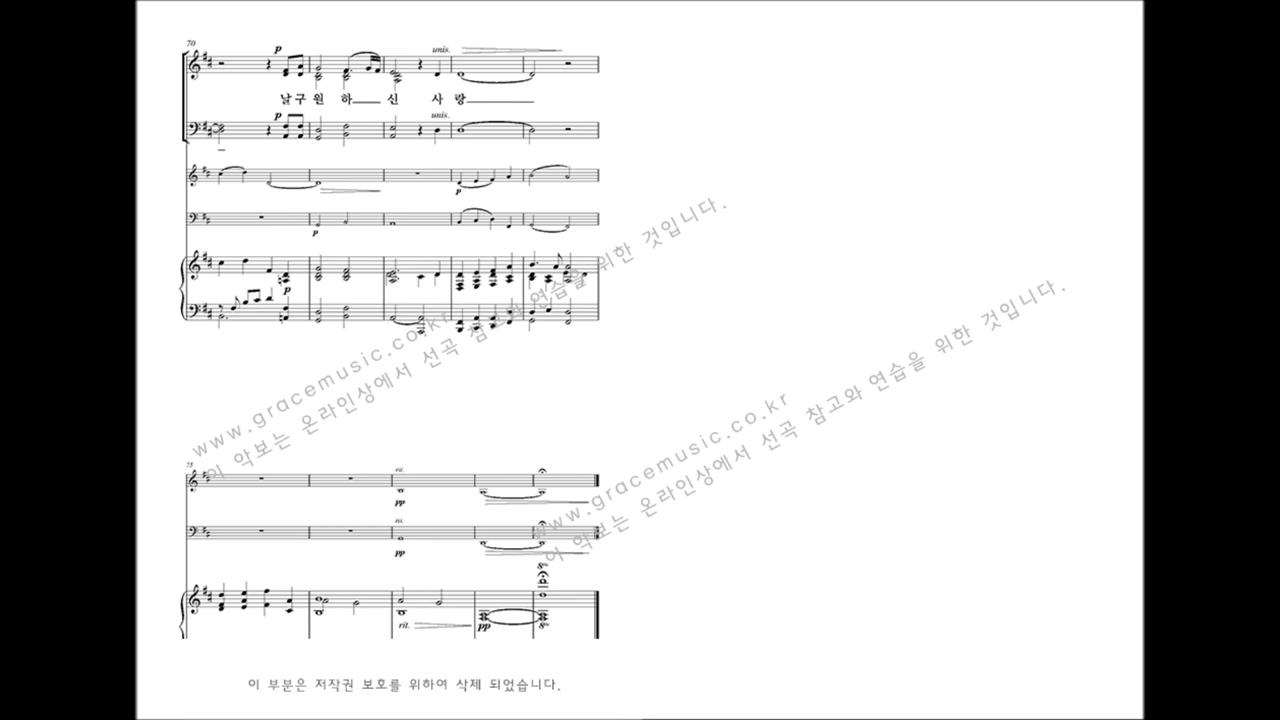 70
p
unis.
날 구 원 하 신 사 랑
p
unis.
p
p
p
www.gracemusic.co.kr
이 악보는 온라인상에서 선곡 참고와 연습을 위한 것입니다.
www.gracemusic.co.kr
이 악보는 온라인상에서 선곡 참고와 연습을 위한 것입니다.
75
rit.
pp
rit.
pp
8va
rit.
pp
이 부분은 저작권 보호를 위하여 삭제 되었습니다.